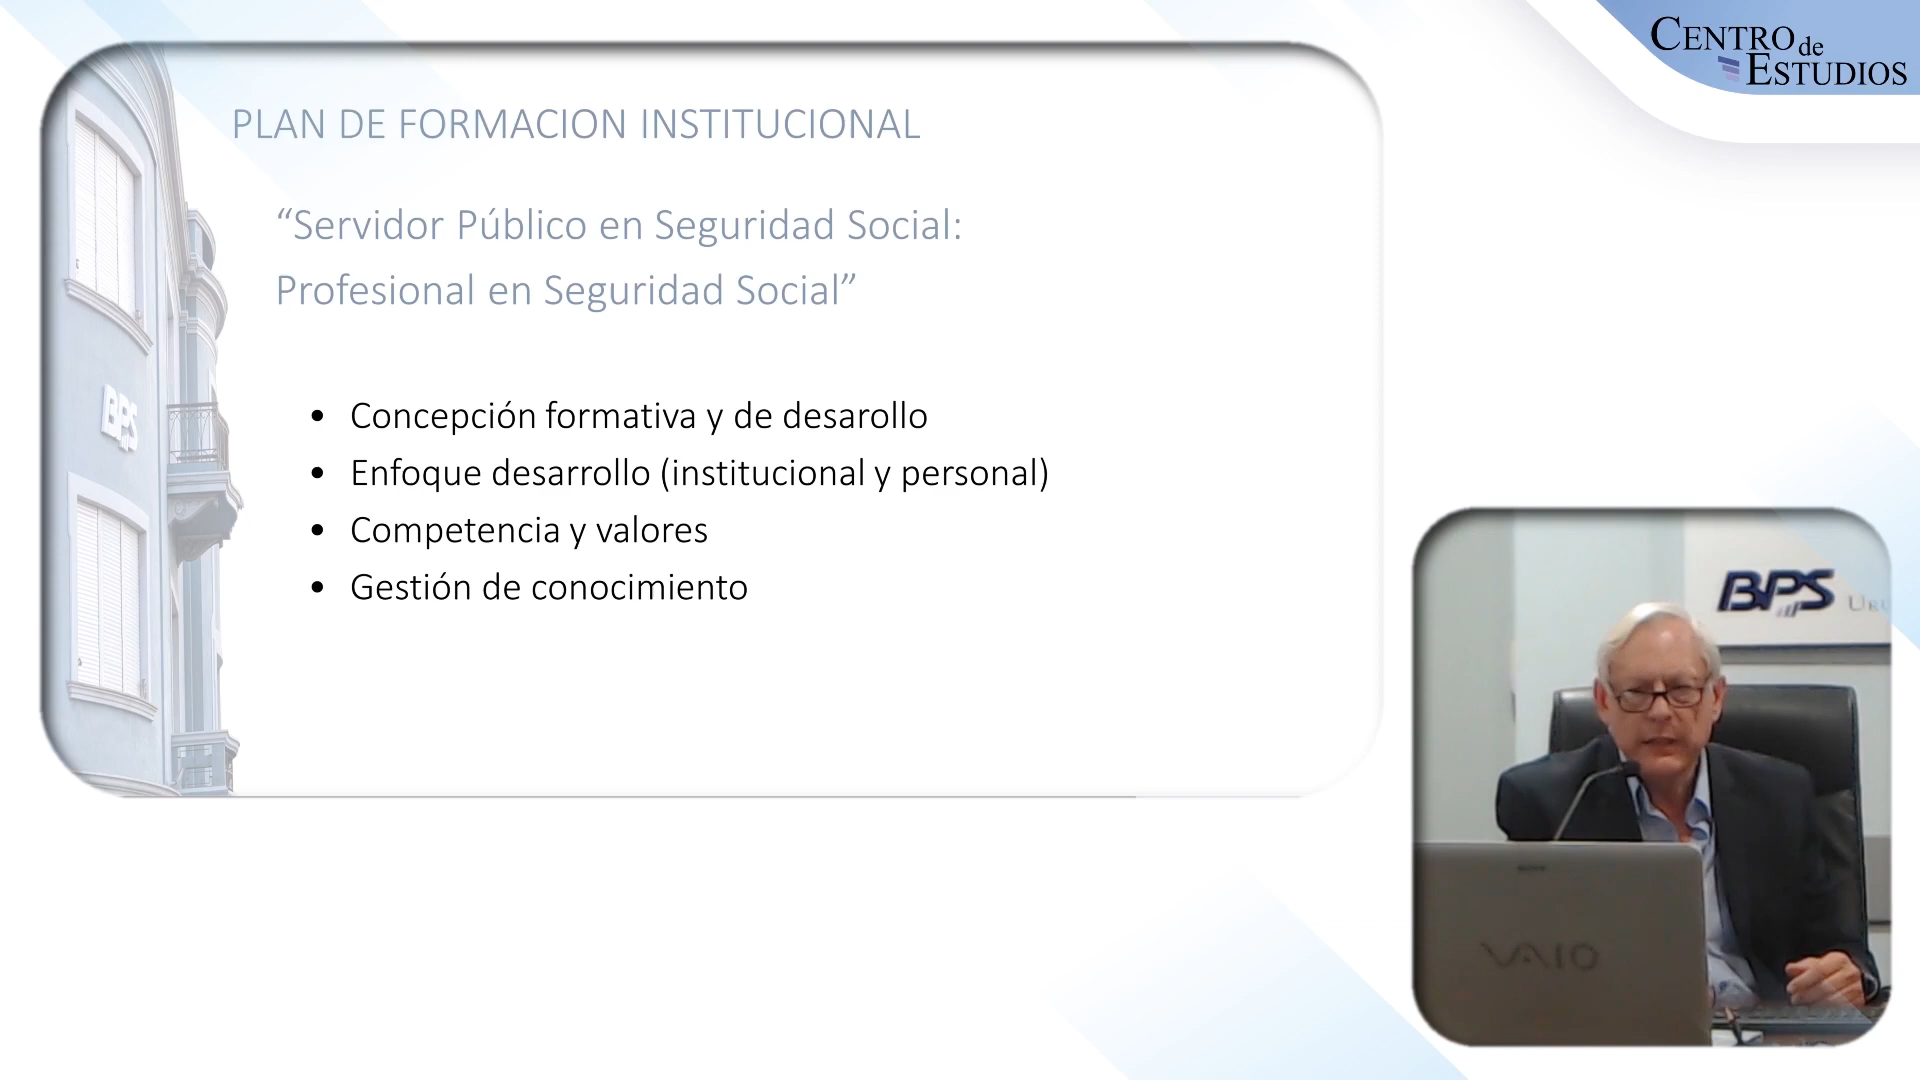 CENTRO de
ESTUDIOS
PLAN DE FORMACION INSTITUCIONAL
“Servidor Público en Seguridad Social:
Profesional en Seguridad Social”
• Concepción formativa y de desarollo
• Enfoque desarrollo (institucional y personal)
• Competencia y valores
• Gestión de conocimiento
BPS
BPS
VAIO